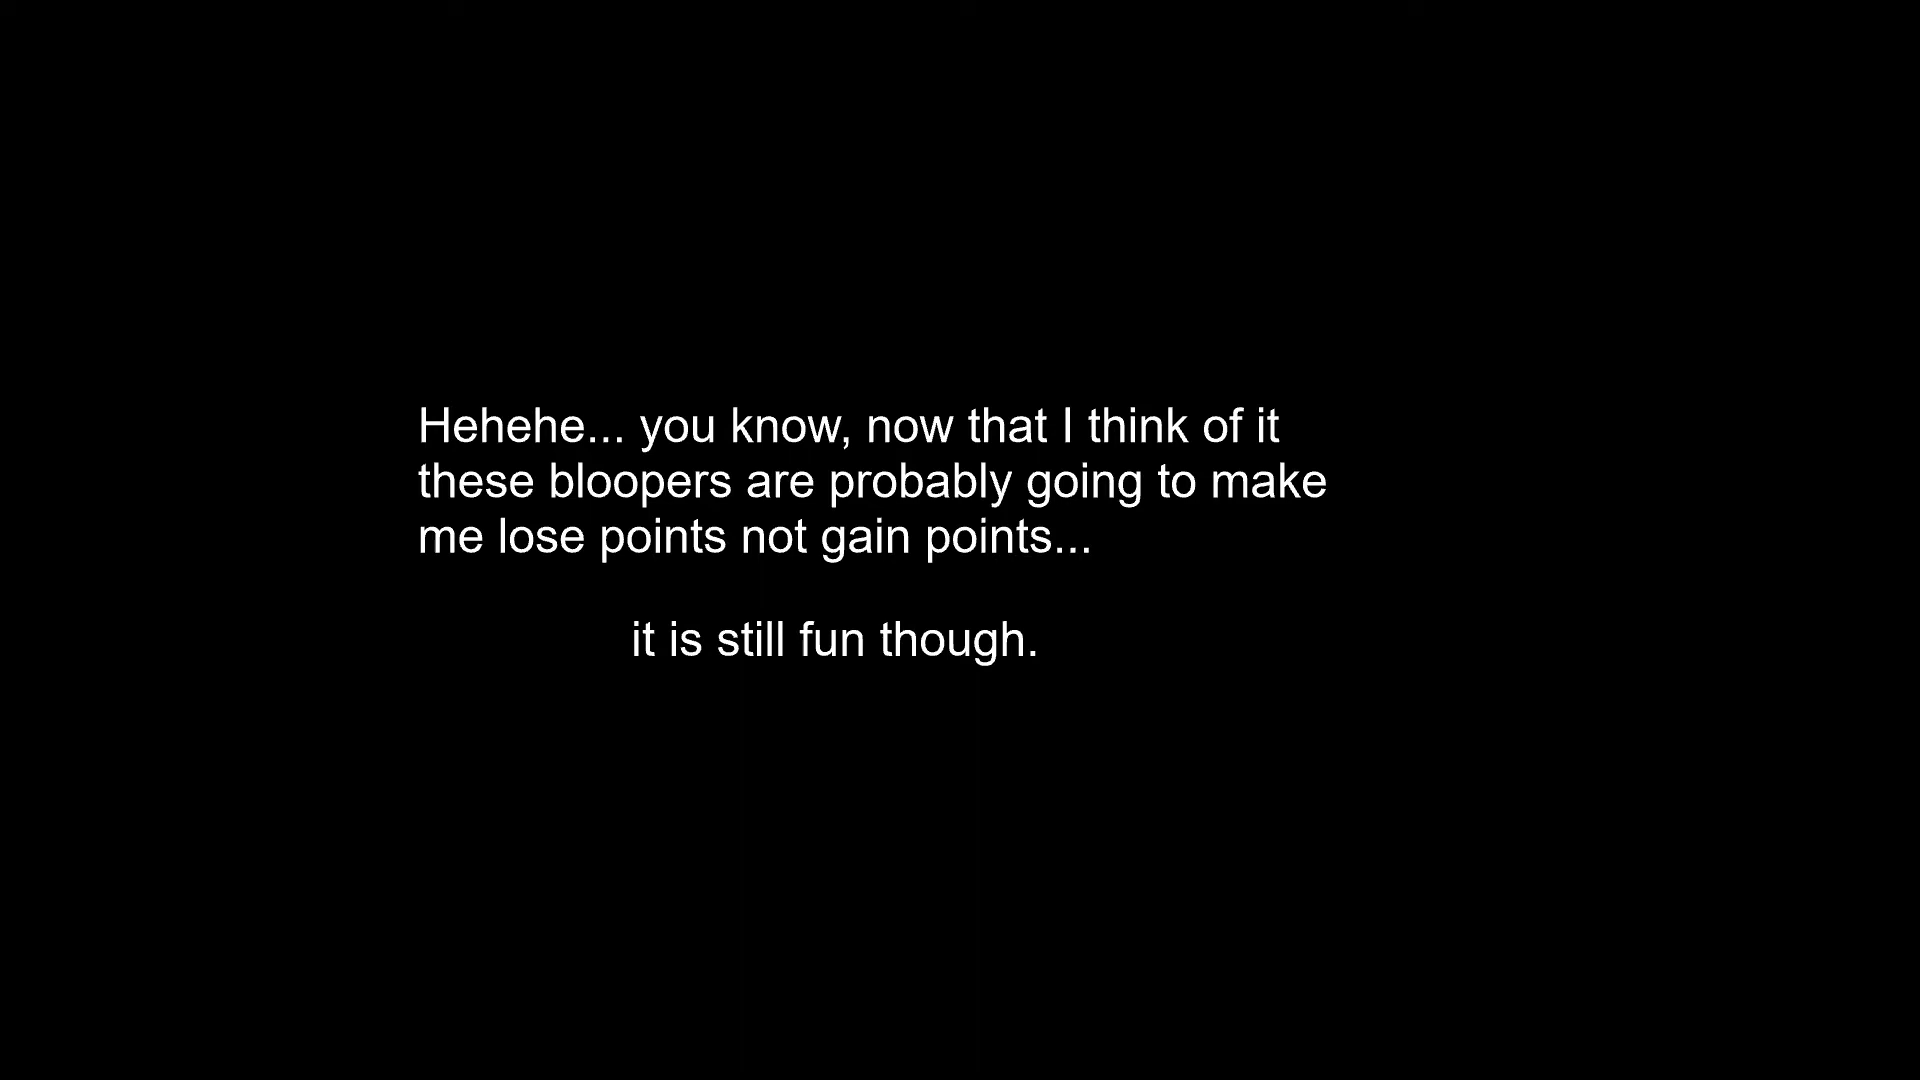 Hehehe... you know, now that I think of it
these bloopers are probably going to make
me lose points not gain points...
it is still fun though.